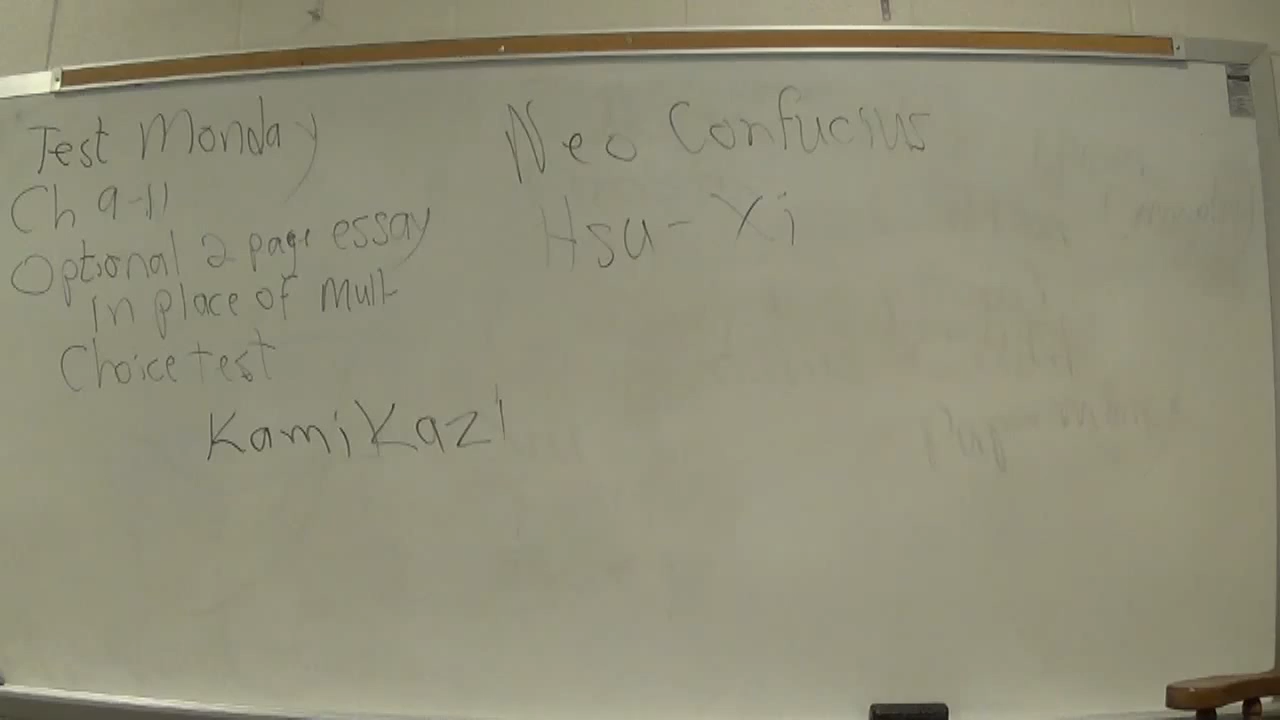 Test Monday
Ch 9-11
Optional 2 page essay
in place of Mult
Choice test
KamiKazi
Neo Confucius
Hsu-Xi